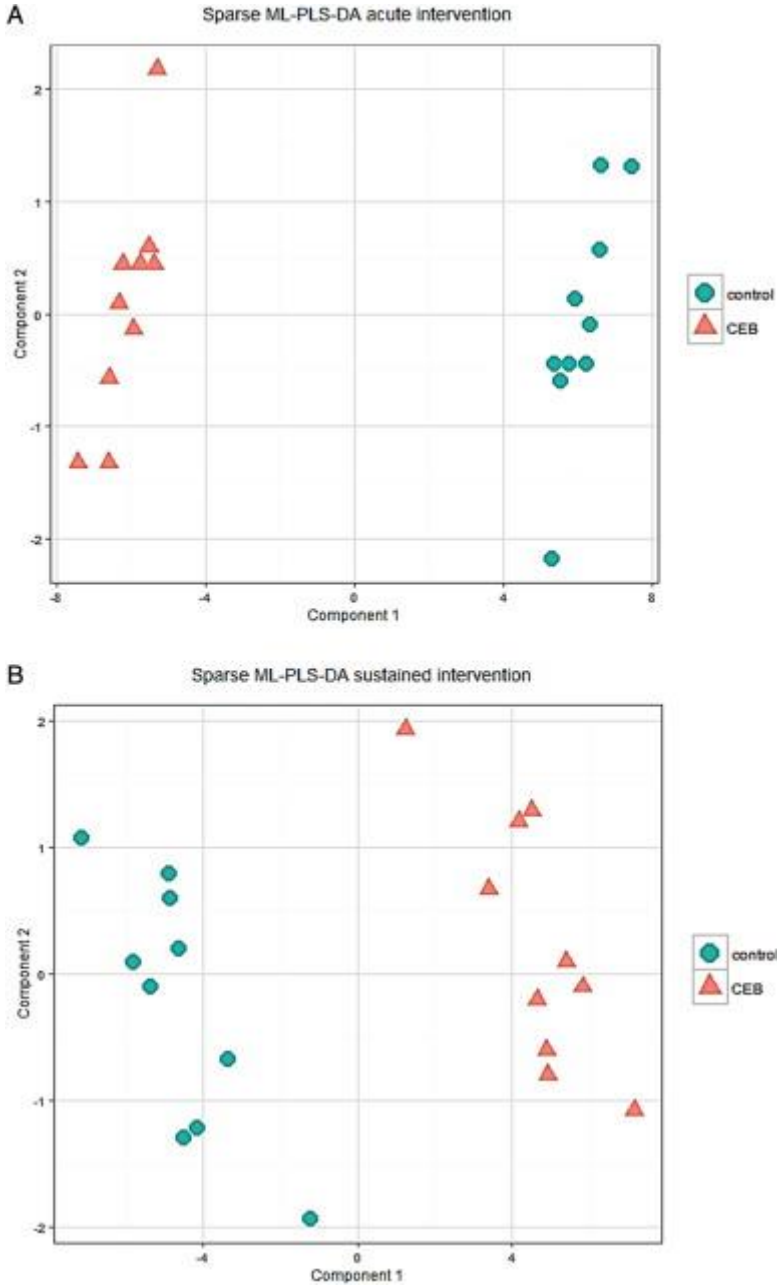 A
Sparse ML-PLS-DA acute intervention
2
1
0
-1
-2
Component 2
-8
-4
0
4
8
Component 1
control
CEB
B
Sparse ML-PLS-DA sustained intervention
2
1
0
-1
-2
Component 2
-4
0
4
Component 1
control
CEB